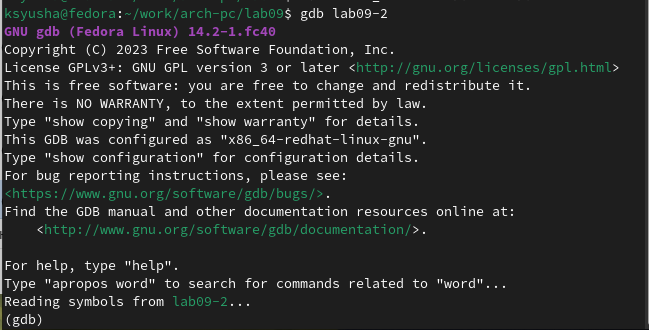 ksyusha@fedora:~/work/arch-pc/lab09$ gdb lab09-2
GNU gdb (Fedora Linux) 14.2-1.fc40
Copyright (C) 2023 Free Software Foundation, Inc.
License GPLv3+: GNU GPL version 3 or later <http://gnu.org/licenses/gpl.html>
This is free software: you are free to change and redistribute it.
There is NO WARRANTY, to the extent permitted by law.
Type "show copying" and "show warranty" for details.
This GDB was configured as "x86_64-redhat-linux-gnu".
Type "show configuration" for configuration details.
For bug reporting instructions, please see:
<https://www.gnu.org/software/gdb/bugs/>.
Find the GDB manual and other documentation resources online at:
    <http://www.gnu.org/software/gdb/documentation/>.

For help, type "help".
Type "apropos word" to search for commands related to "word"...
Reading symbols from lab09-2...
(gdb)